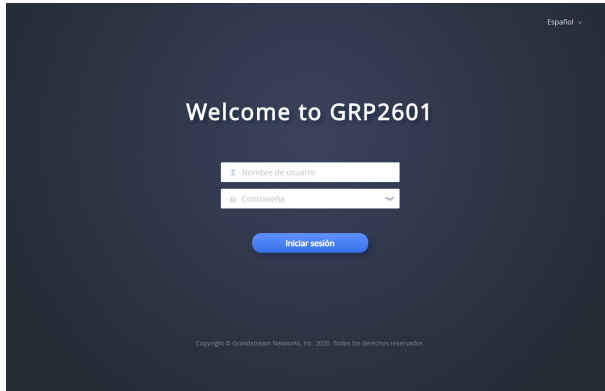 Español
Welcome to GRP2601
Nombre de usuario
Contraseña
Iniciar sesión
Copyright © Grandstream Networks, Inc. 2020. Todos los derechos reservados.